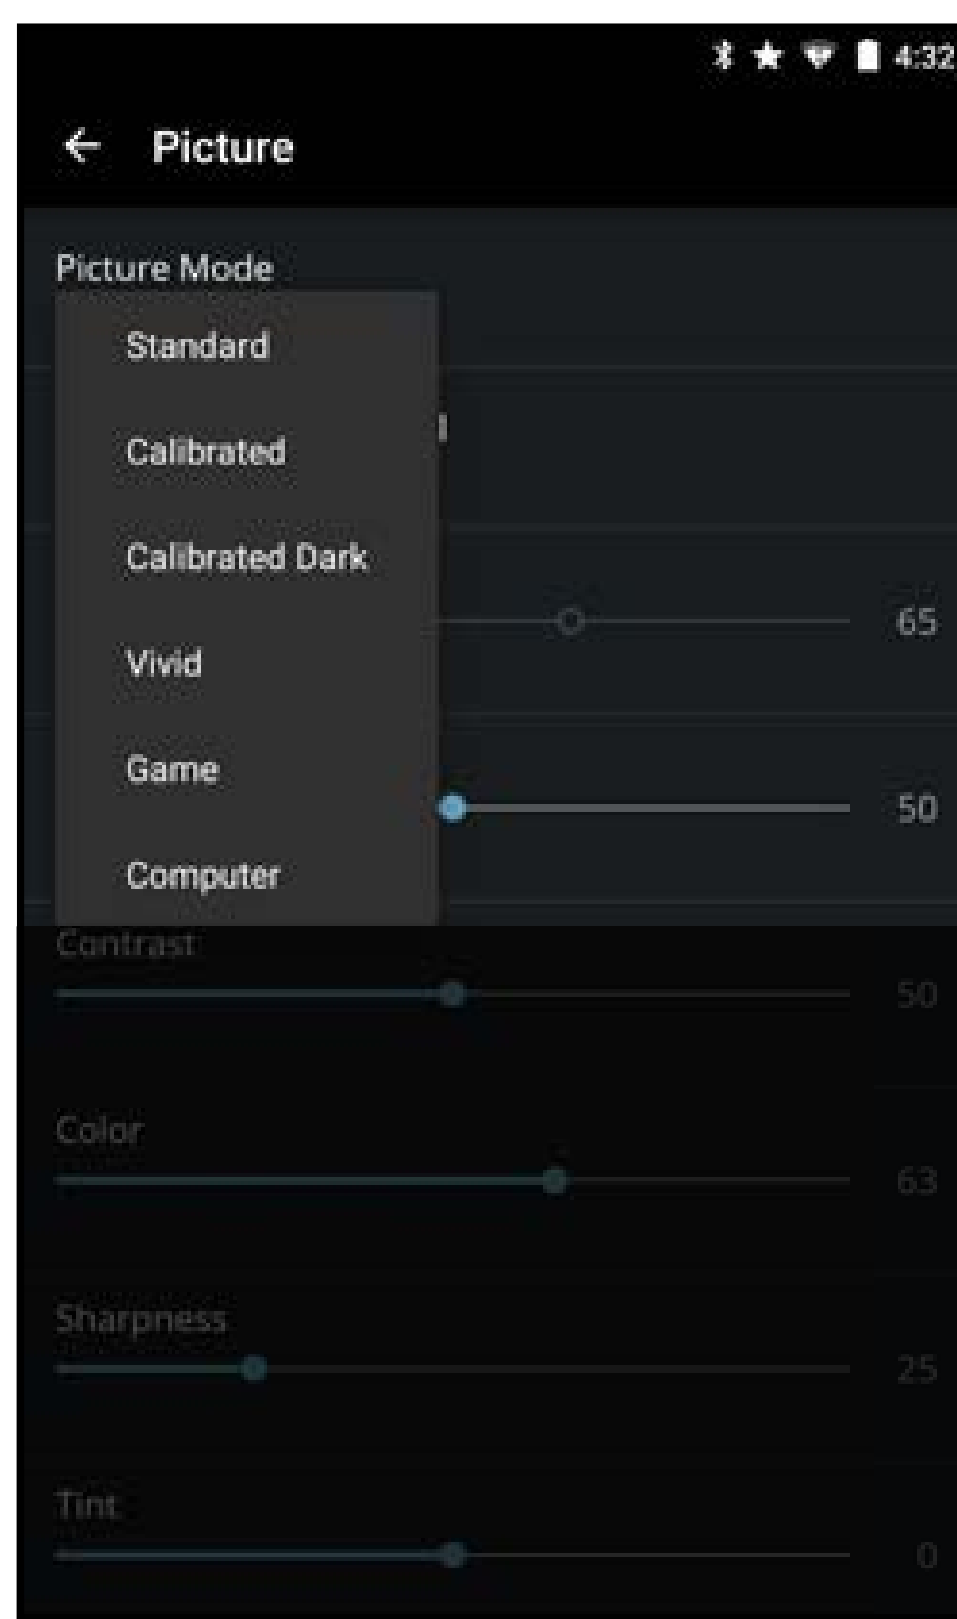 4:32
Picture
Picture Mode
Standard
Calibrated
Calibrated Dark
65
Vivid
Game
50
Computer
Contrast
50
Color
63
Sharpness
25
Tint
0